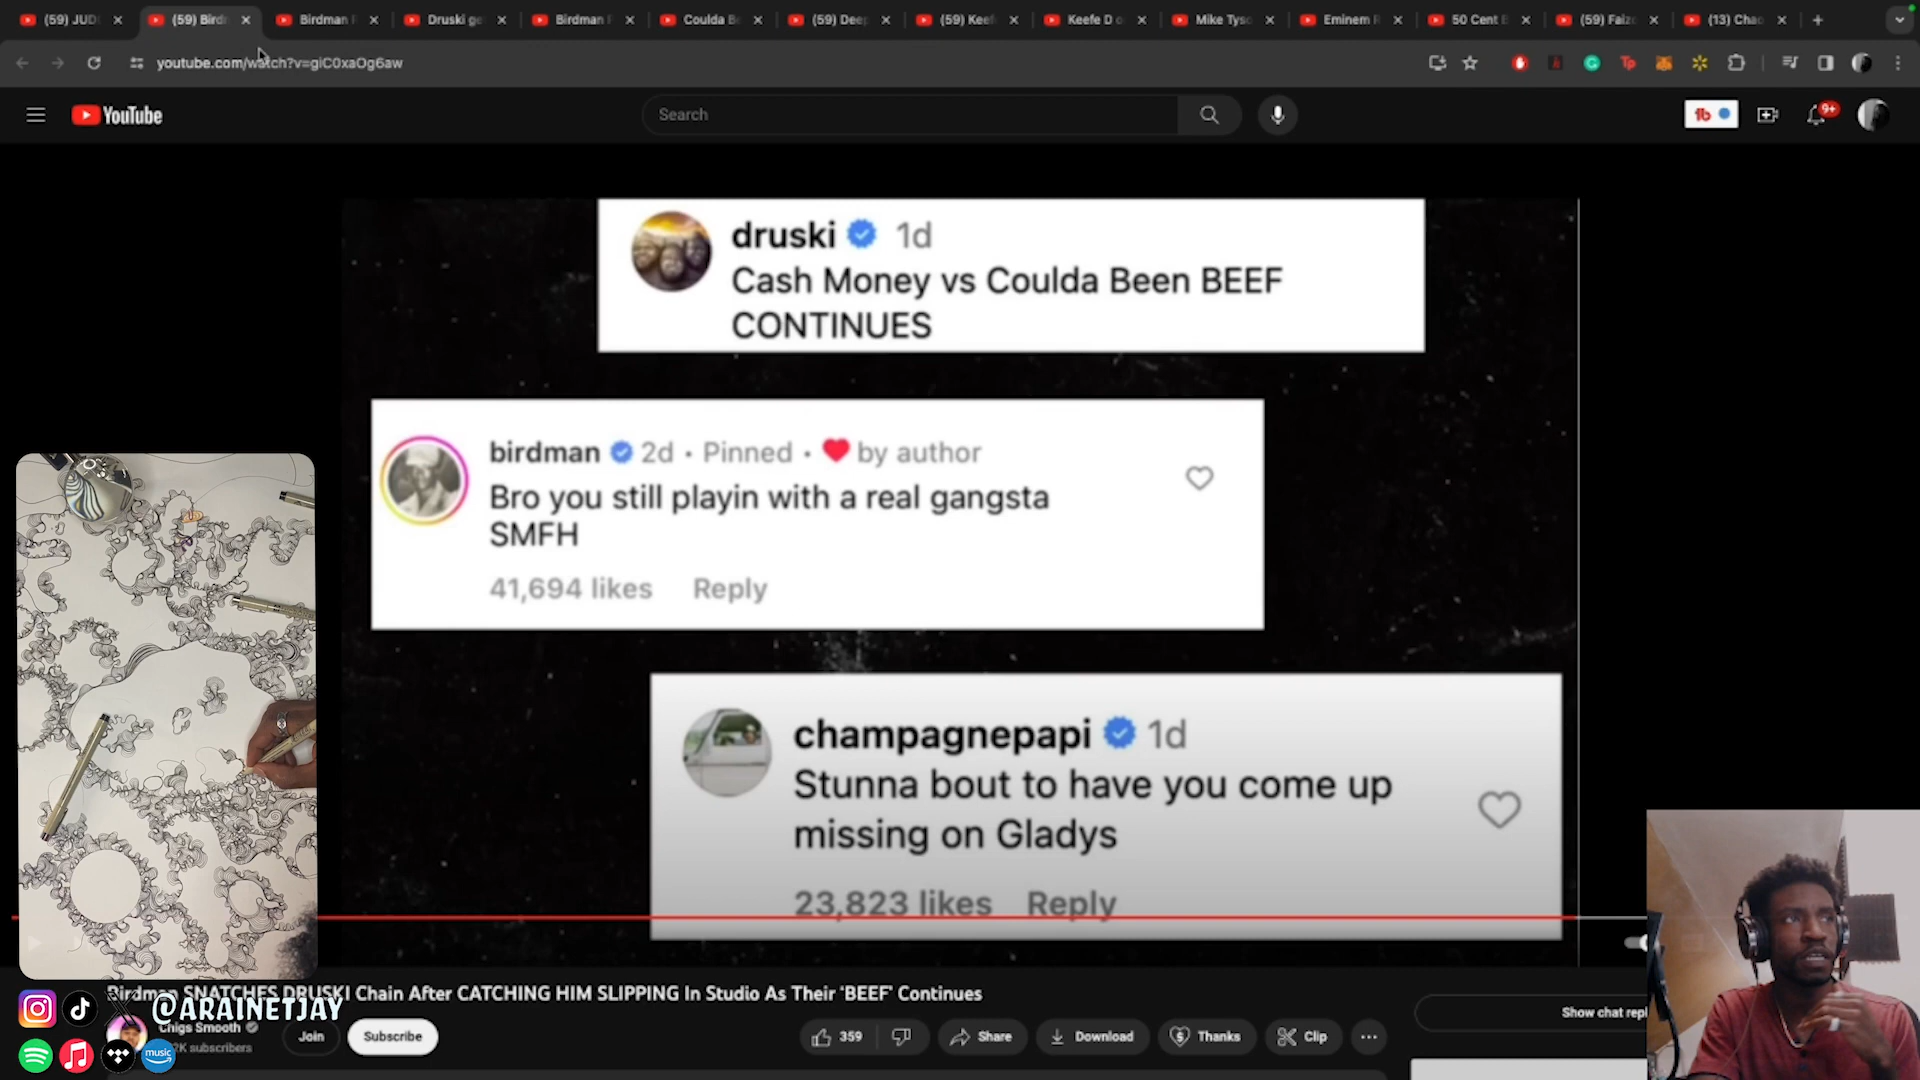 (59) JUD
(59) Bird
Birdman F
Druski ge
Birdman F
Coulda B
(59) Deep
(59) Keef
Keefe D o
Mike Tyso
Eminem R
50 Cent E
(59) Faizo
(13) Chao
youtube.com/watch?v=giC0xaOg6aw
YouTube
Search
9+
druski 1d
Cash Money vs Coulda Been BEEF
CONTINUES
birdman 2d • Pinned • by author
Bro you still playin with a real gangsta
SMFH
41,694 likes Reply
champagnepapi 1d
Stunna bout to have you come up
missing on Gladys
23,823 likes Reply
Birdman SNATCHES DRUSKI Chain After CATCHING HIM SLIPPING In Studio As Their 'BEEF' Continues
@ARAINETJAY
Chigs Smooth
2K subscribers
Join
Subscribe
359
Share
Download
Thanks
Clip
Show chat repl
music